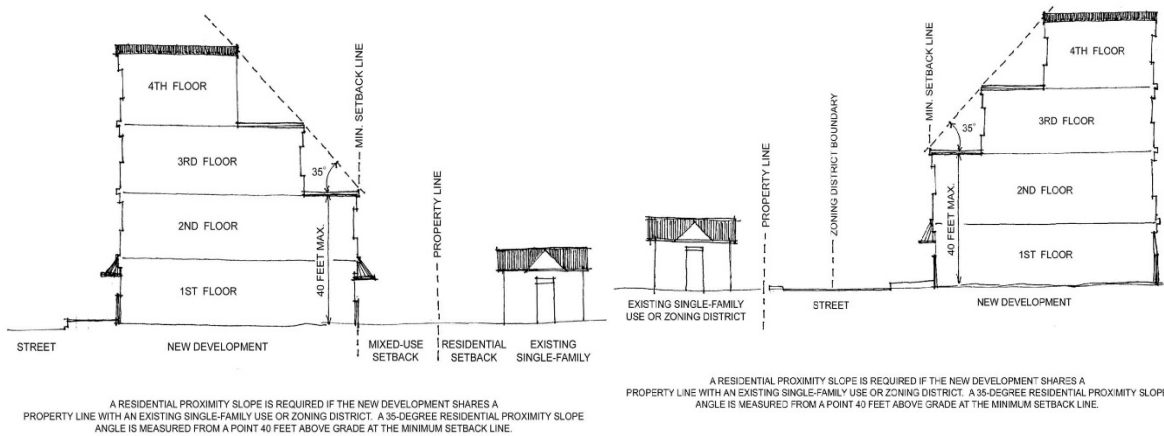 4TH FLOOR
3RD FLOOR
35°
2ND FLOOR
1ST FLOOR
40 FEET MAX.
MIN. SETBACK LINE
PROPERTY LINE
STREET
NEW DEVELOPMENT
MIXED-USE
SETBACK
RESIDENTIAL
SETBACK
EXISTING
SINGLE-FAMILY
A RESIDENTIAL PROXIMITY SLOPE IS REQUIRED IF THE NEW DEVELOPMENT SHARES A
PROPERTY LINE WITH AN EXISTING SINGLE-FAMILY USE OR ZONING DISTRICT. A 35-DEGREE RESIDENTIAL PROXIMITY SLOPE
ANGLE IS MEASURED FROM A POINT 40 FEET ABOVE GRADE AT THE MINIMUM SETBACK LINE.
4TH FLOOR
3RD FLOOR
35°
2ND FLOOR
1ST FLOOR
40 FEET MAX.
MIN. SETBACK LINE
ZONING DISTRICT BOUNDARY
PROPERTY LINE
EXISTING SINGLE-FAMILY
USE OR ZONING DISTRICT
STREET
NEW DEVELOPMENT
A RESIDENTIAL PROXIMITY SLOPE IS REQUIRED IF THE NEW DEVELOPMENT SHARES A
PROPERTY LINE WITH AN EXISTING SINGLE-FAMILY USE OR ZONING DISTRICT. A 35-DEGREE RESIDENTIAL PROXIMITY SLOPE
ANGLE IS MEASURED FROM A POINT 40 FEET ABOVE GRADE AT THE MINIMUM SETBACK LINE.